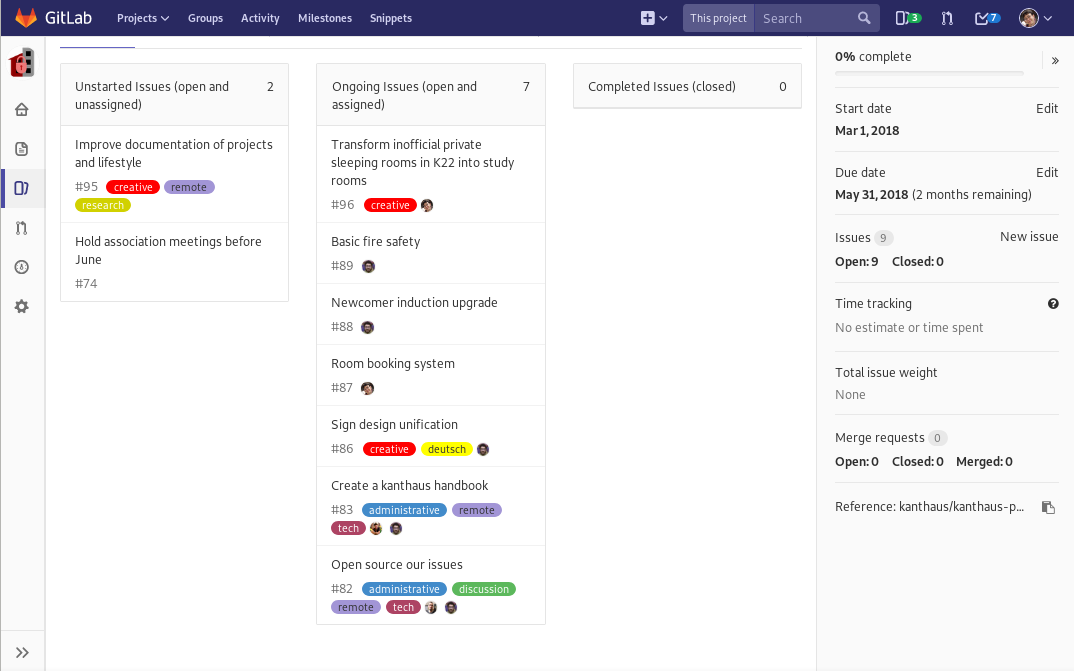 GitLab Projects Groups Activity Milestones Snippets This project Search 3 7
Unstarted Issues (open and unassigned) 2
Improve documentation of projects
and lifestyle
#95 creative remote
research
Hold association meetings before
June
#74
Ongoing Issues (open and assigned) 7
Transform inofficial private
sleeping rooms in K22 into study
rooms
#96 creative
Basic fire safety
#89
Newcomer induction upgrade
#88
Room booking system
#87
Sign design unification
#86 creative deutsch
Create a kanthaus handbook
#83 administrative remote
tech
Open source our issues
#82 administrative discussion
remote tech
Completed Issues (closed) 0
0% complete »
Start date Edit
Mar 1, 2018
Due date Edit
May 31, 2018 (2 months remaining)
Issues 9 New issue
Open: 9 Closed: 0
Time tracking
No estimate or time spent
Total issue weight
None
Merge requests 0
Open: 0 Closed: 0 Merged: 0
Reference: kanthaus/kanthaus-p...